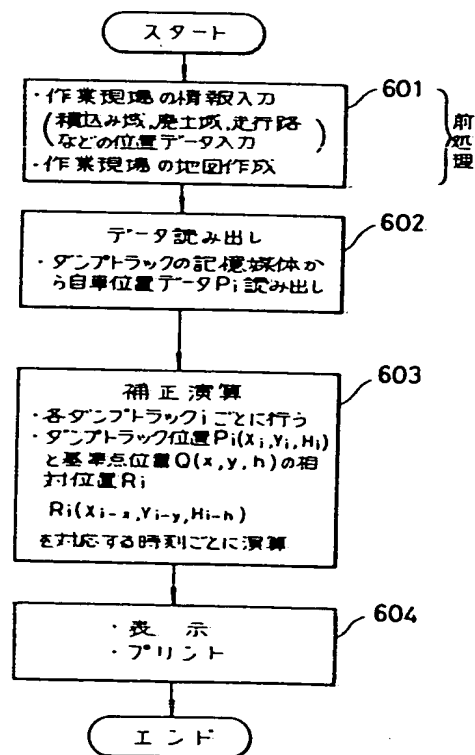 スタート
601
・作業現場の情報入力
(積込み域,廃土域,走行路
などの位置データ入力)
・作業現場の地図作成
前処理
602
データ読み出し
・ダンプトラックの記憶媒体か
ら自車位置データPi読み出し
603
補正演算
・各ダンプトラックiごとに行う
・ダンプトラック位置Pi(Xi,Yi,Hi)
と基準点位置Q(x,y,h)の相
対位置Ri
Ri(Xi-x,Yi-y,Hi-h)
を対応する時刻ごとに演算
604
・表示
・プリント
エンド